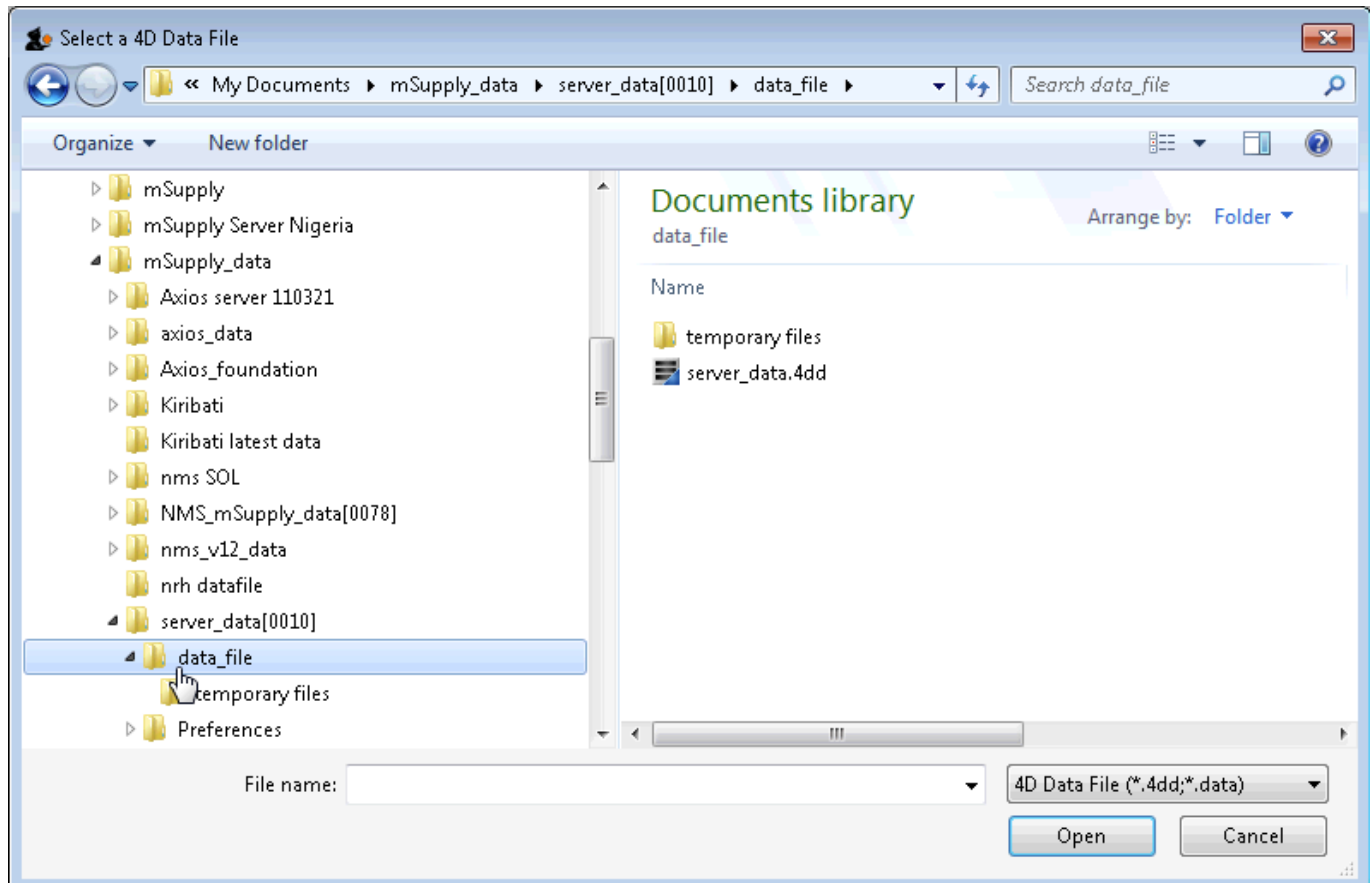 Select a 4D Data File
« My Documents ▸ mSupply_data ▸ server_data[0010] ▸ data_file ▸
Search data_file
Organize ▾ New folder
mSupply
mSupply Server Nigeria
mSupply_data
Axios server 110321
axios_data
Axios_foundation
Kiribati
Kiribati latest data
nms SOL
NMS_mSupply_data[0078]
nms_v12_data
nrh datafile
server_data[0010]
data_file
temporary files
Preferences
Documents library
data_file
Arrange by: Folder ▾
Name
temporary files
server_data.4dd
File name:
4D Data File (*.4dd;*.data)
Open Cancel